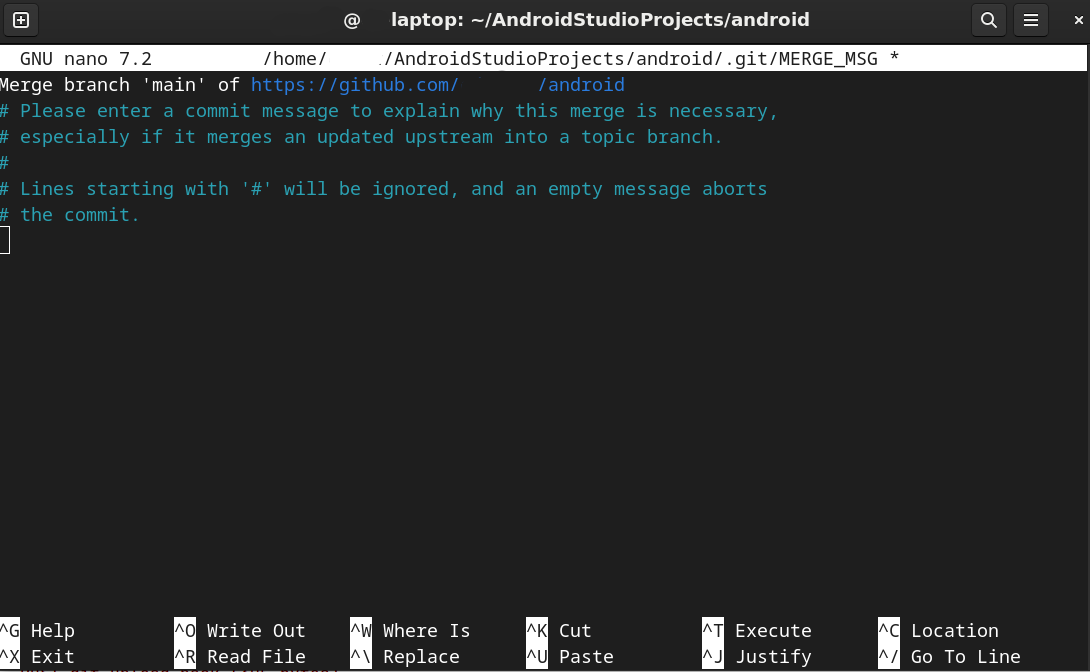 @ laptop: ~/AndroidStudioProjects/android
GNU nano 7.2 /home/ /AndroidStudioProjects/android/.git/MERGE_MSG *
Merge branch 'main' of https://github.com/ /android
# Please enter a commit message to explain why this merge is necessary,
# especially if it merges an updated upstream into a topic branch.
#
# Lines starting with '#' will be ignored, and an empty message aborts
# the commit.
^G Help ^O Write Out ^W Where Is ^K Cut ^T Execute ^C Location
^X Exit ^R Read File ^\ Replace ^U Paste ^J Justify ^/ Go To Line